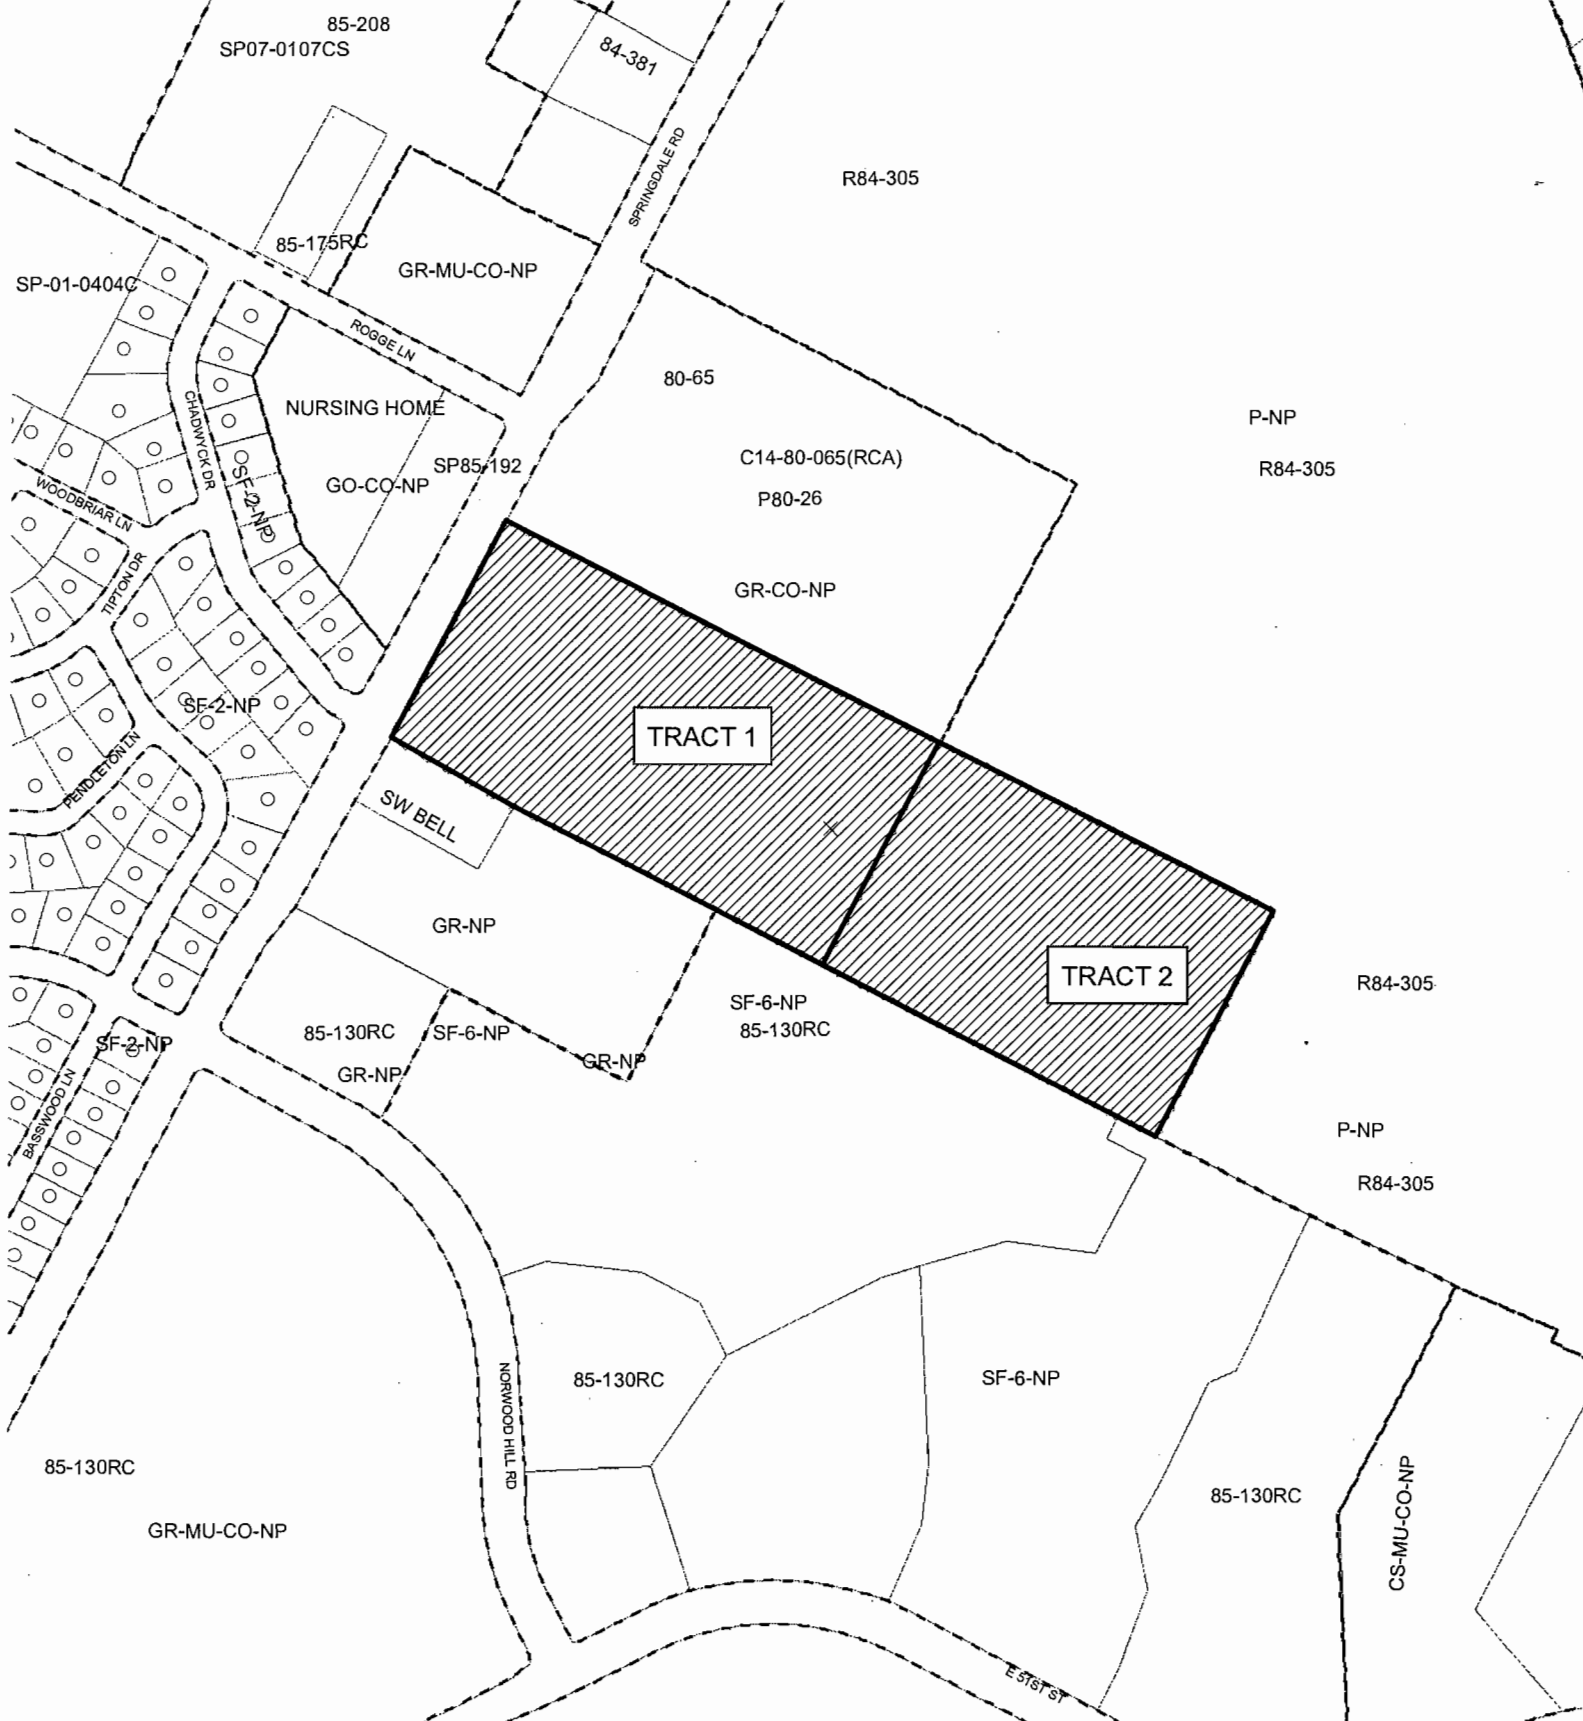 85-208
SP07-0107CS
84-381
SPRINGDALE RD
R84-305
85-175RC
GR-MU-CO-NP
SP-01-0404C
ROGGE LN
80-65
CHADWYCK DR
NURSING HOME
P-NP
C14-80-065(RCA)
SP85-192
R84-305
GO-CO-NP
P80-26
WOODBRIAR LN
SF-2-NP
TIPTON DR
GR-CO-NP
SF-2-NP
TRACT 1
PENDLETON LN
SW BELL
GR-NP
TRACT 2
R84-305
SF-6-NP
85-130RC
85-130RC
SF-6-NP
SF-2-NP
GR-NP
GR-NP
BASSWOOD LN
P-NP
R84-305
85-130RC
SF-6-NP
NORWOOD HILL RD
85-130RC
85-130RC
CS-MU-CO-NP
GR-MU-CO-NP
E 51ST ST